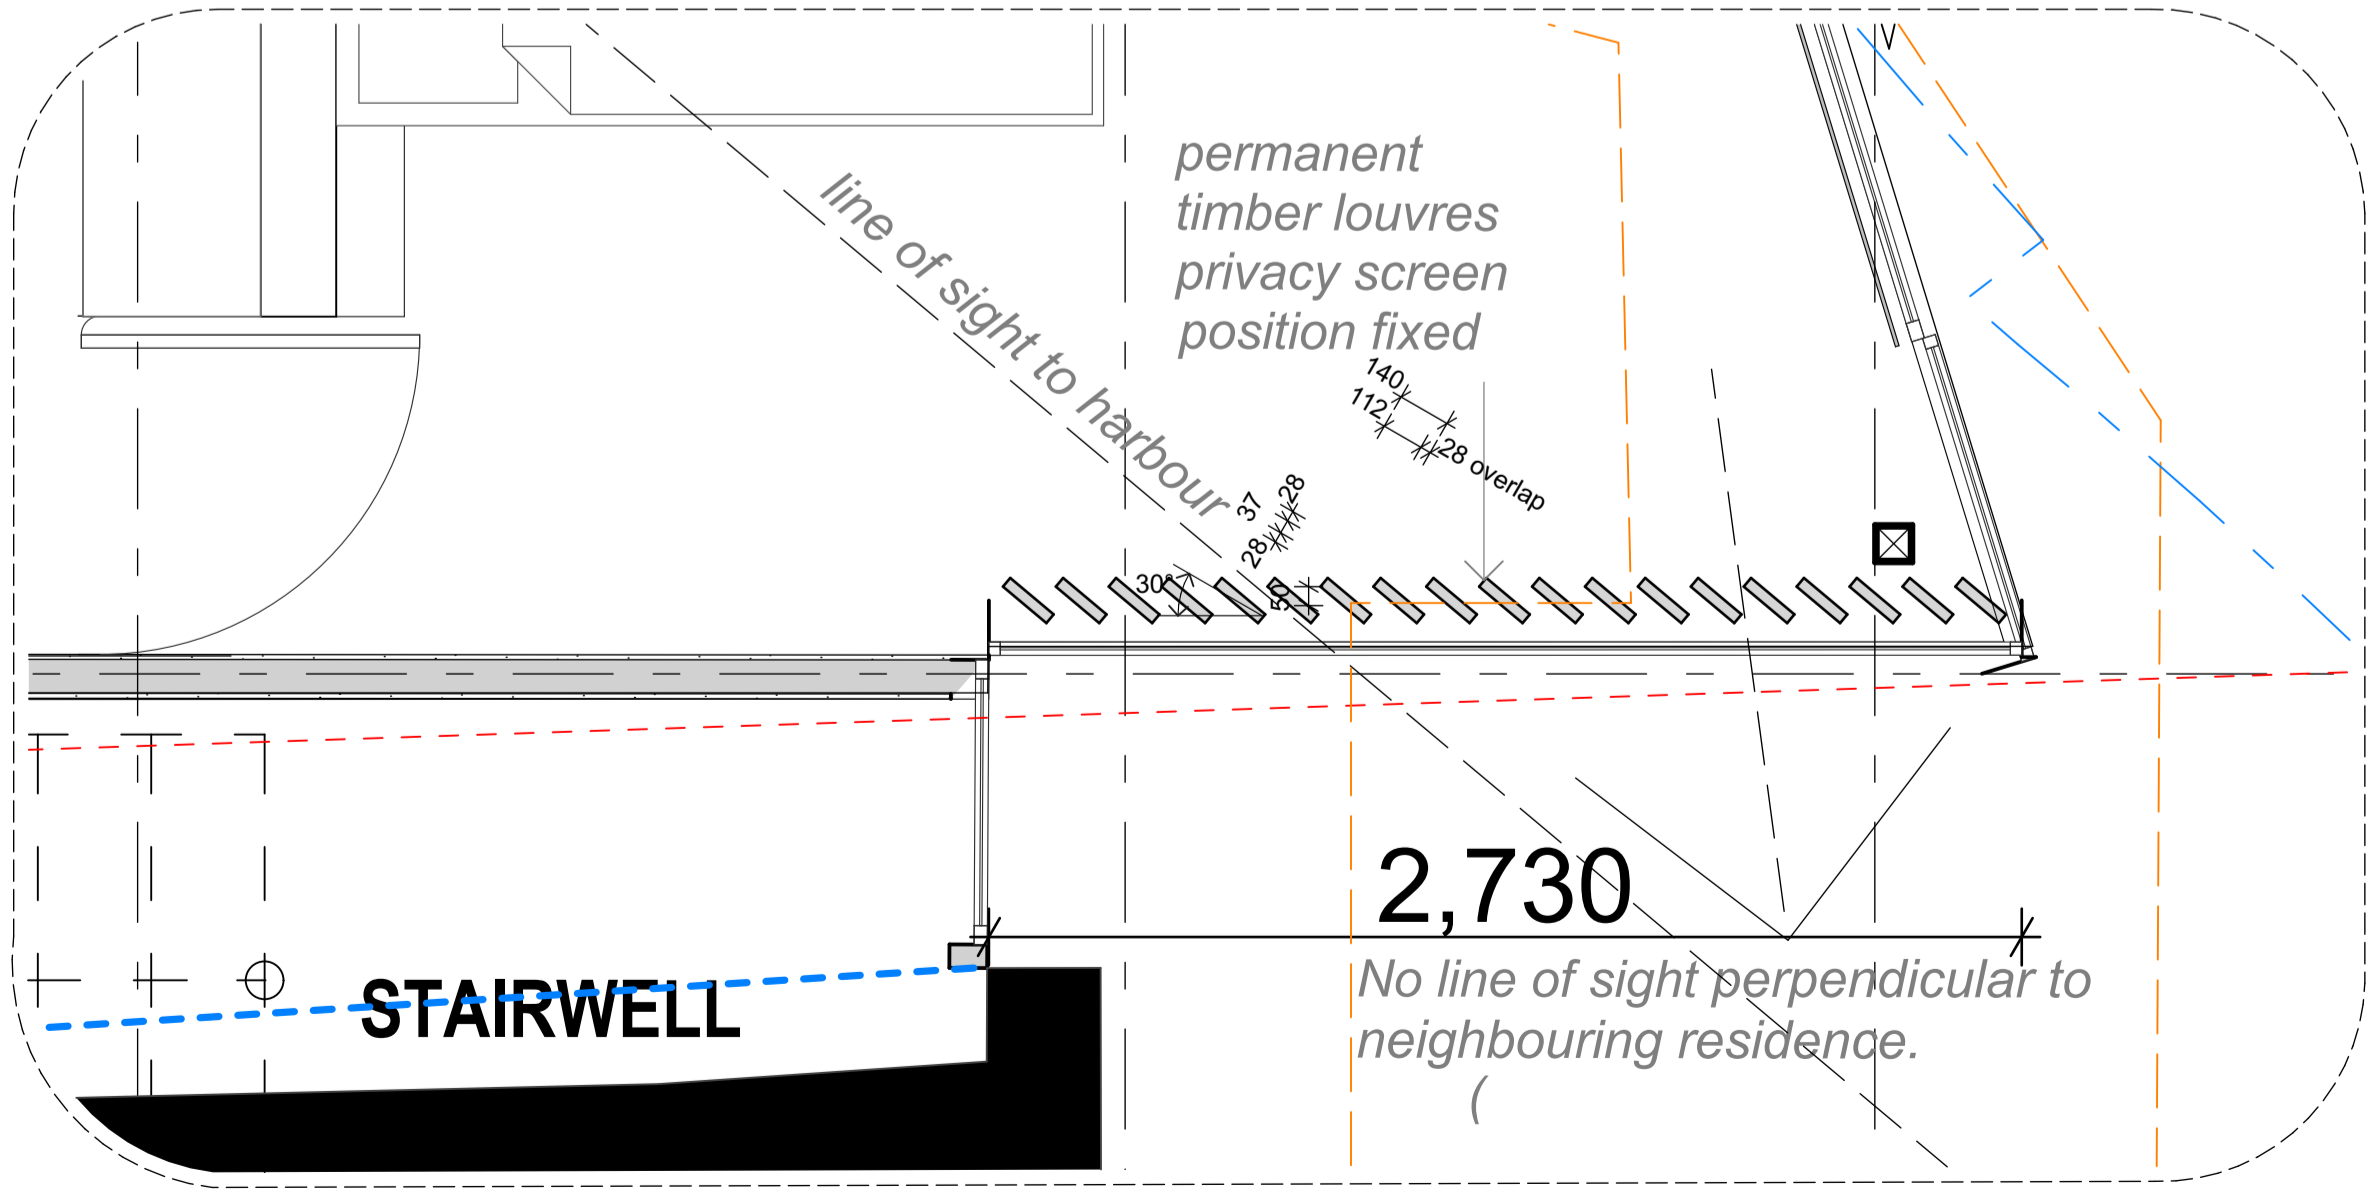 permanent
timber louvres
privacy screen
position fixed
line of sight to harbour
140
112
28 overlap
28
37
28
30°
50
2,730
No line of sight perpendicular to
neighbouring residence.
(
STAIRWELL